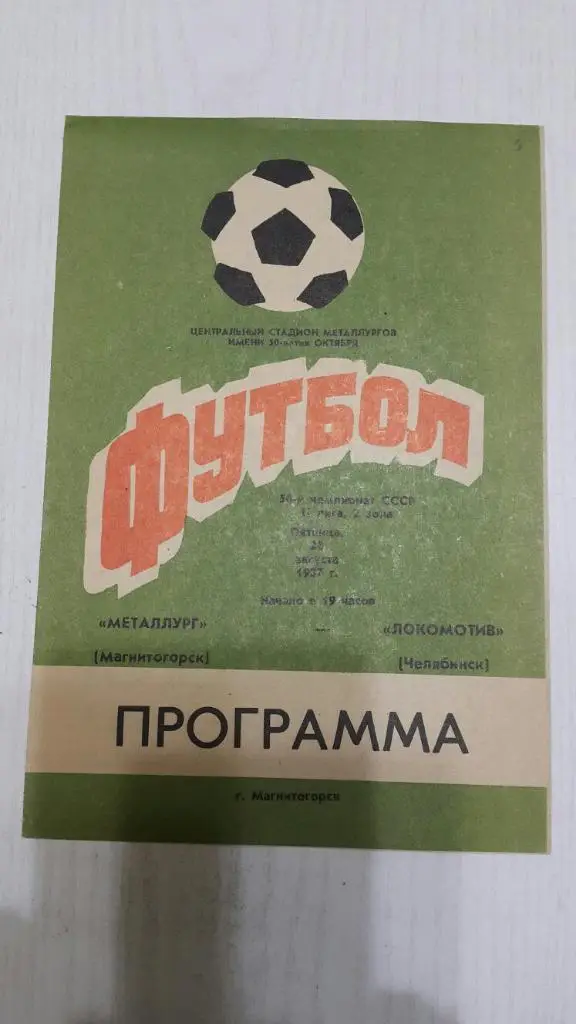 ЦЕНТРАЛЬНЫЙ СТАДИОН МЕТАЛЛУРГОВ
ИМЕНИ 50-летия ОКТЯБРЯ
ФУТБОЛ
50-й чемпионат СССР
II лига, 2 зона
Пятница,
28
августа
1987 г.
Начало в 19 часов
«МЕТАЛЛУРГ» — «ЛОКОМОТИВ»
(Магнитогорск) (Челябинск)
ПРОГРАММА
г. Магнитогорск